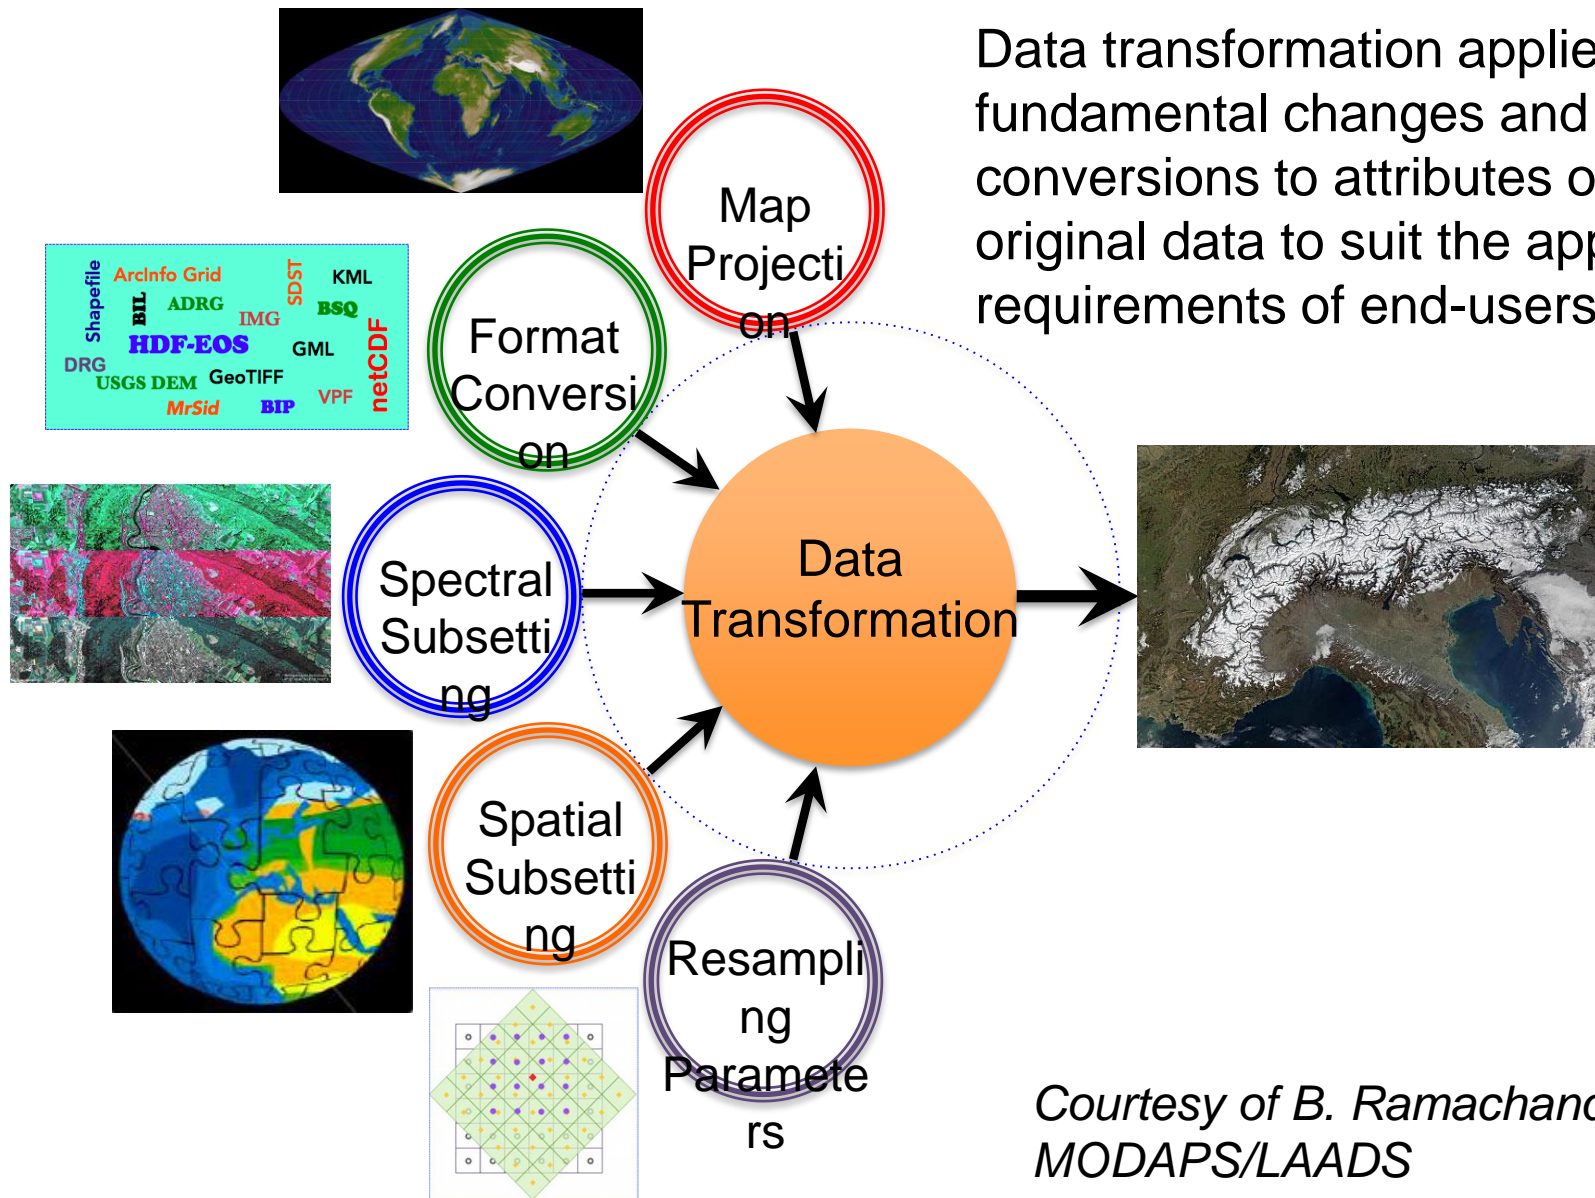 Data transformation applie
fundamental changes and
conversions to attributes o
original data to suit the app
requirements of end-users
Map
Projecti
on
Format
Conversi
on
Spectral
Subsetti
ng
Spatial
Subsetti
ng
Resampli
ng
Paramete
rs
Data
Transformation
Shapefile
ArcInfo Grid
SDST
KML
BIL
ADRG
IMG
BSQ
HDF-EOS
GML
netCDF
DRG
USGS DEM
GeoTIFF
MrSid
BIP
VPF
Courtesy of B. Ramachan
MODAPS/LAADS